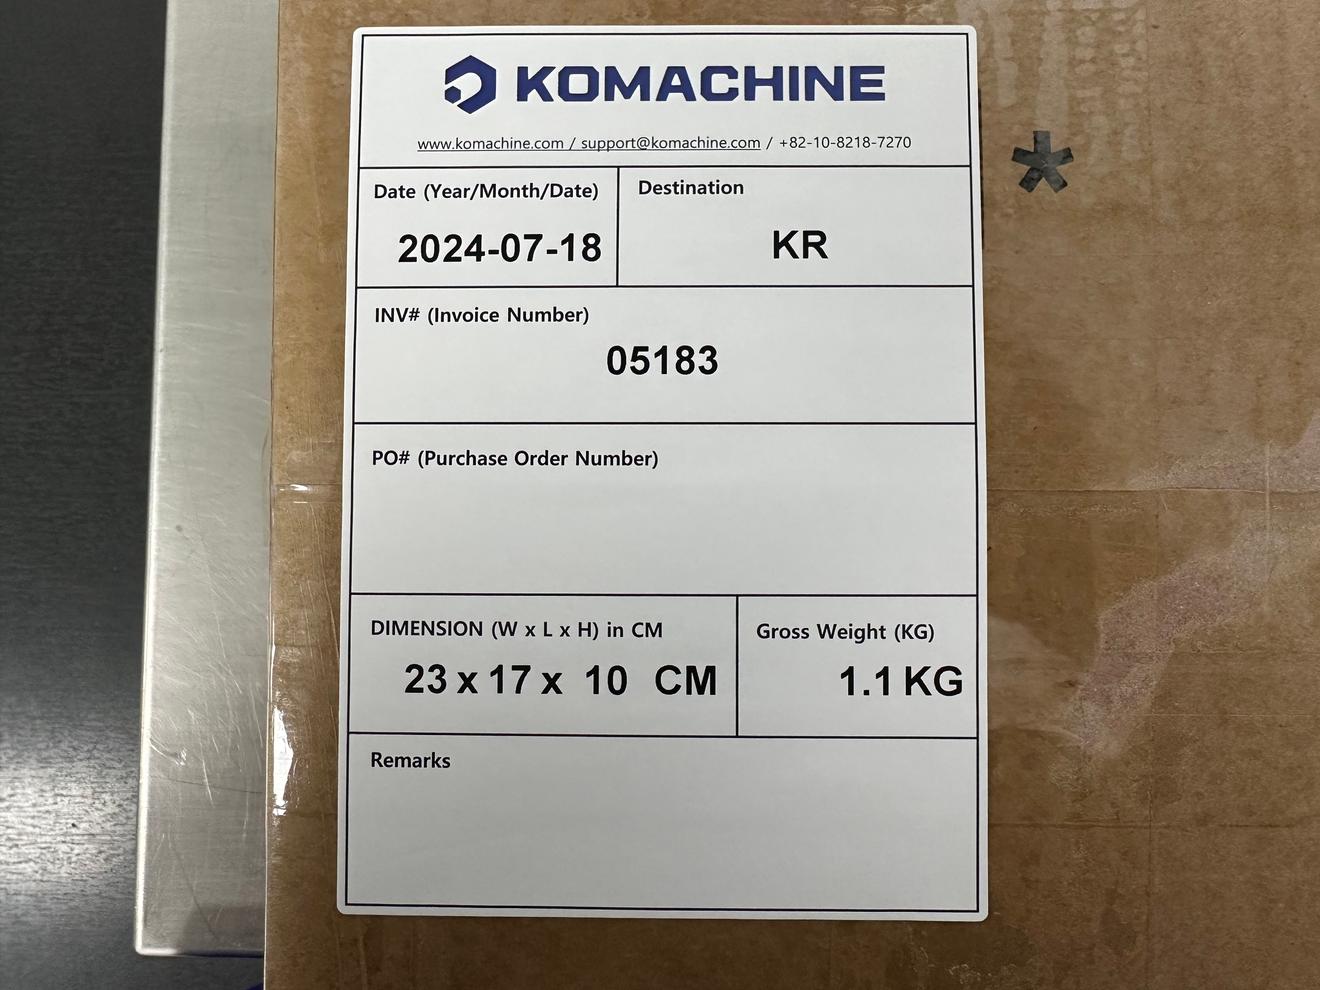 KOMACHINE
www.komachine.com / support@komachine.com / +82-10-8218-7270
Date (Year/Month/Date)
2024-07-18
Destination
KR
INV# (Invoice Number)
05183
PO# (Purchase Order Number)
DIMENSION (W x L x H) in CM
23 x 17 x 10 CM
Gross Weight (KG)
1.1 KG
Remarks
*